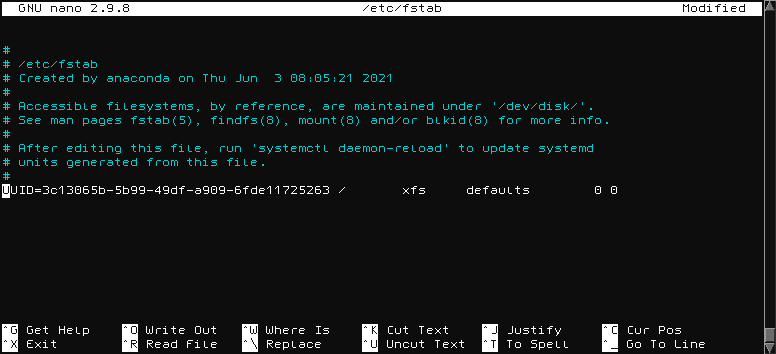 GNU nano 2.9.8 /etc/fstab Modified
#
# /etc/fstab
# Created by anaconda on Thu Jun  3 08:05:21 2021
#
# Accessible filesystems, by reference, are maintained under '/dev/disk/'.
# See man pages fstab(5), findfs(8), mount(8) and/or blkid(8) for more info.
#
# After editing this file, run 'systemctl daemon-reload' to update systemd
# units generated from this file.
#
UUID=3c13065b-5b99-49df-a909-6fde11725263 /       xfs     defaults        0 0
^G Get Help ^O Write Out ^W Where Is ^K Cut Text ^J Justify ^C Cur Pos
^X Exit ^R Read File ^\ Replace ^U Uncut Text ^T To Spell ^_ Go To Line